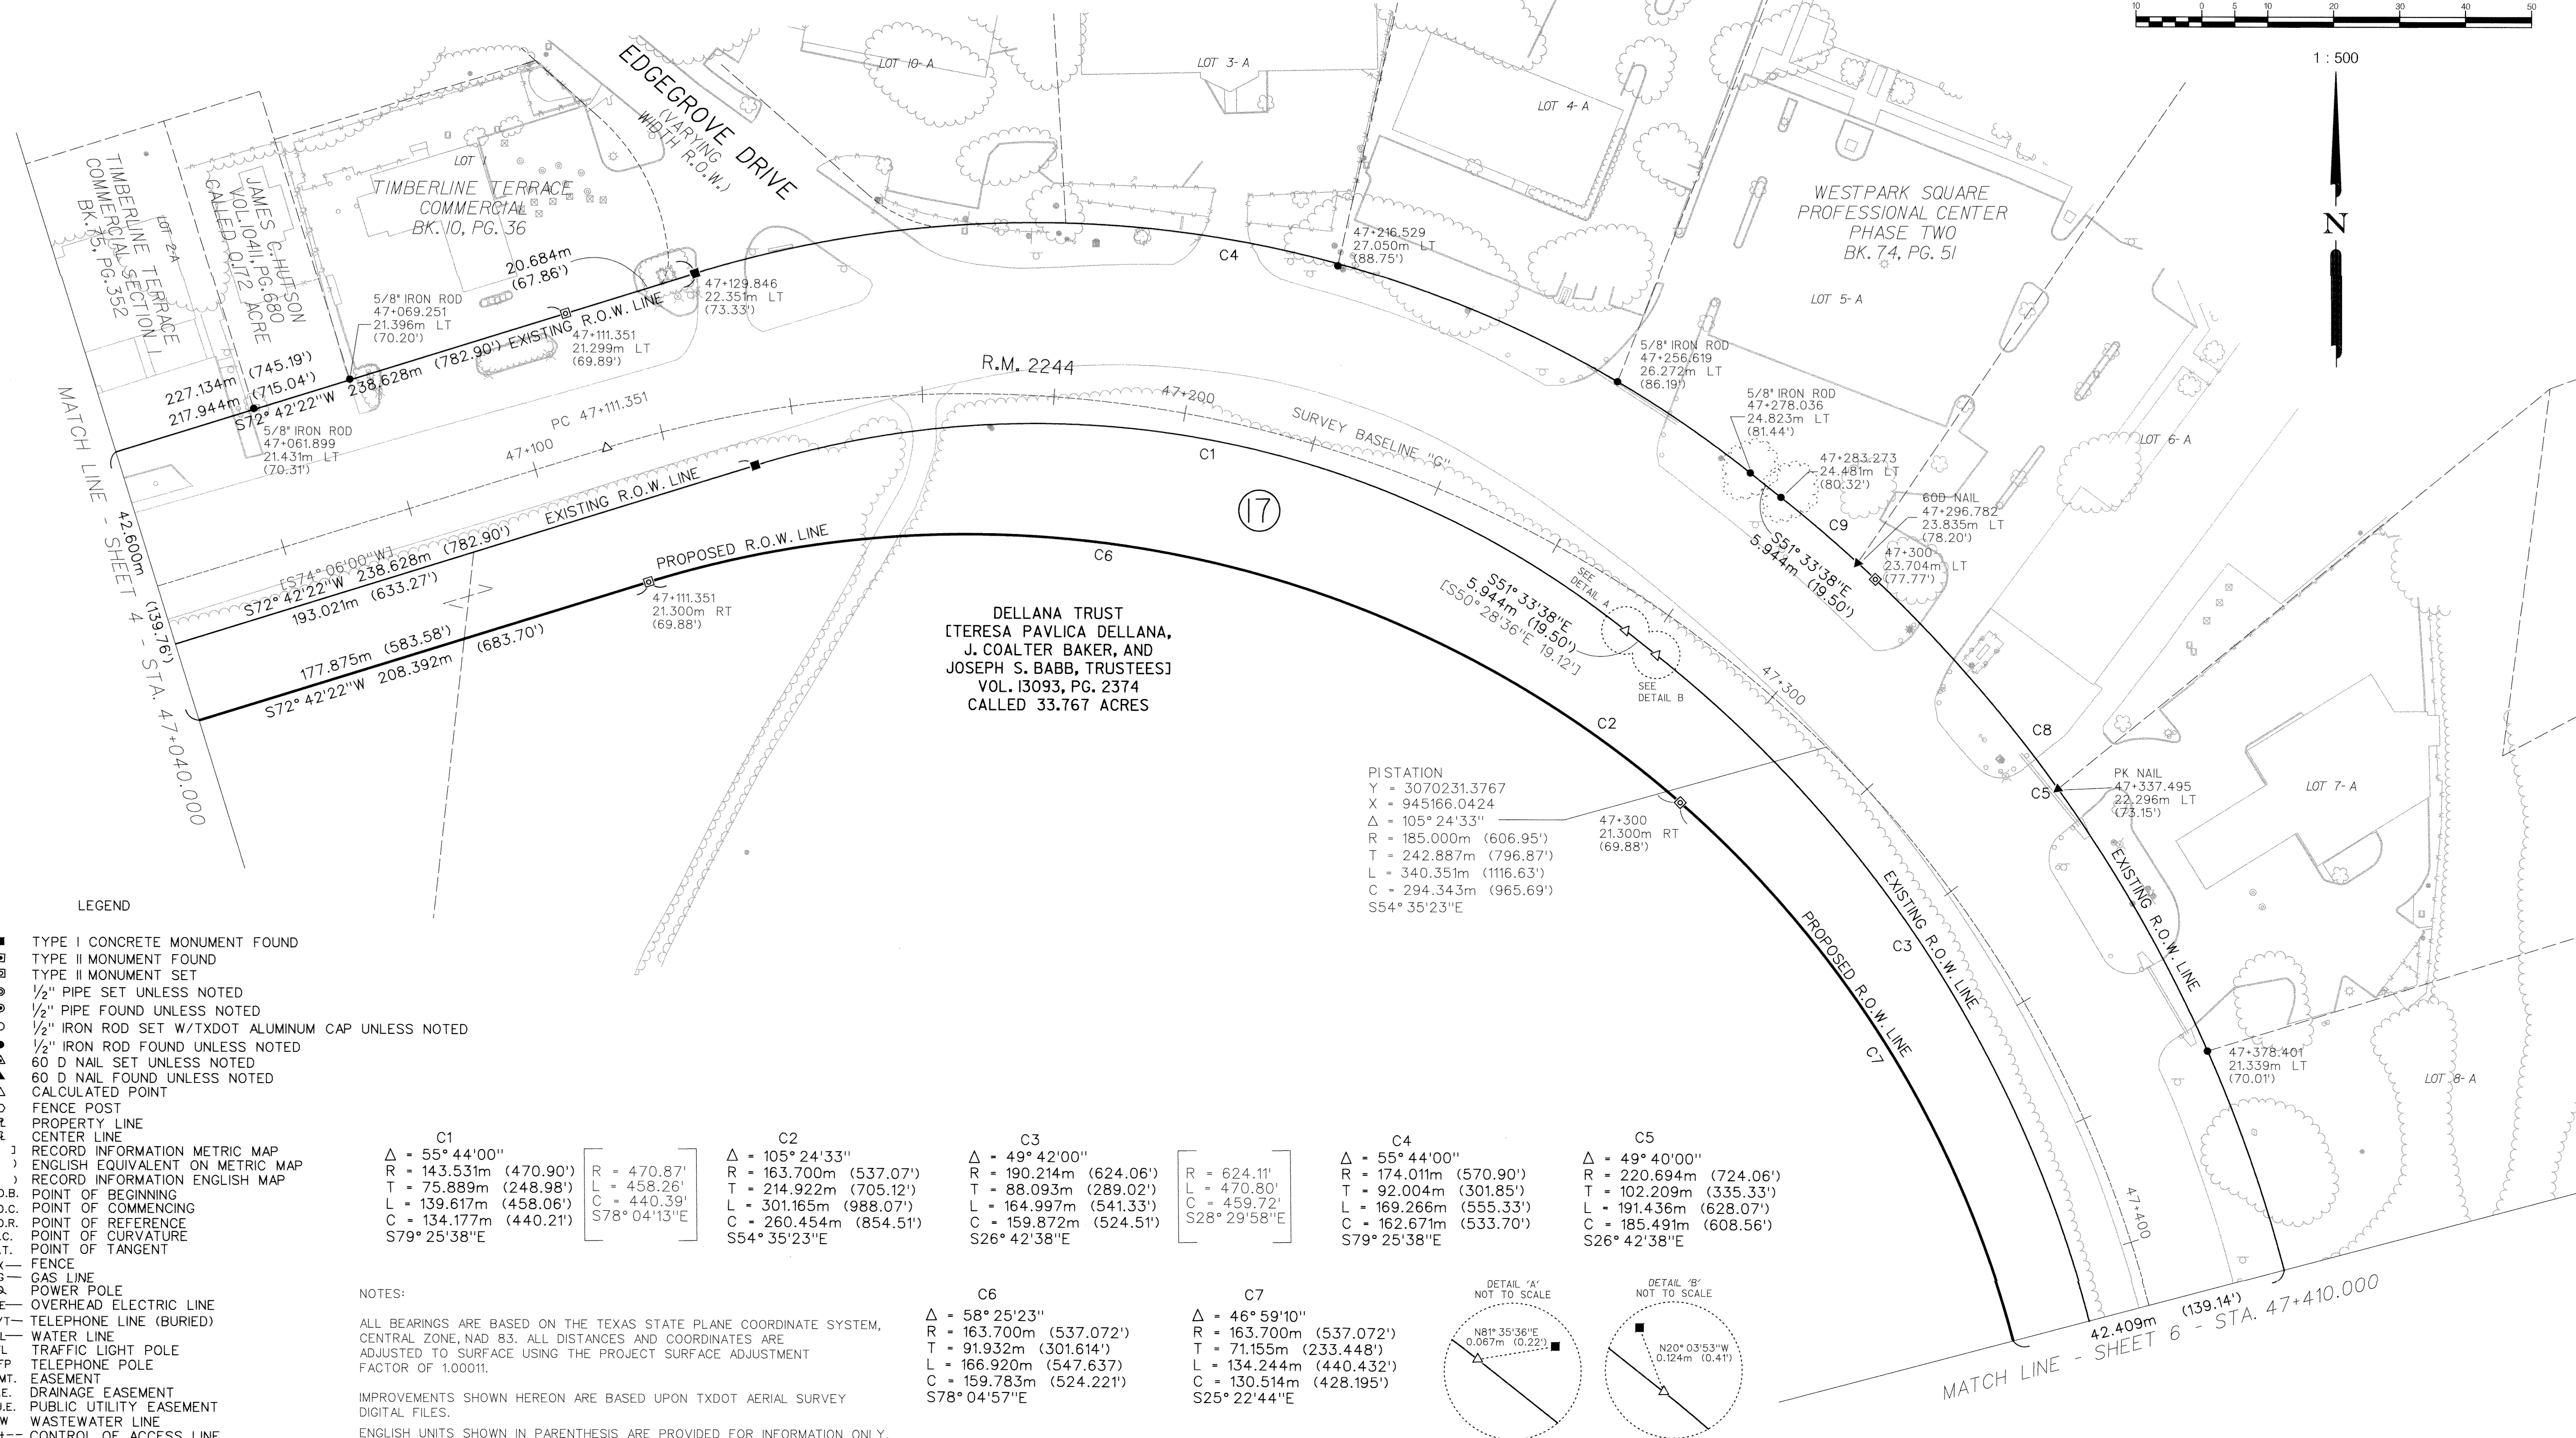 10 0 5 10 20 30 40 50
1 : 500
N
EDGEGROVE DRIVE
(VARYING
WIDTH R.O.W.)
LOT 10-A
LOT 3-A
LOT 4-A
WESTPARK SQUARE
PROFESSIONAL CENTER
PHASE TWO
BK. 74, PG. 51
LOT 5-A
LOT 6-A
LOT 7-A
LOT 8-A
TIMBERLINE TERRACE
COMMERCIAL SECTION 1
BK. 75, PG. 352
LOT 2-A
JAMES C. HUTSON
VOL. 10411, PG. 680
CALLED 0.172 ACRE
LOT 1
TIMBERLINE TERRACE
COMMERCIAL
BK. 10, PG. 36
20.684m
(67.86')
5/8" IRON ROD
47+069.251
21.396m LT
(70.20')
47+129.846
22.351m LT
(73.33')
47+111.351
21.299m LT
(69.89')
227.134m (745.19')
217.944m (715.04')
S72° 42'22"W 238.628m (782.90') EXISTING R.O.W. LINE
5/8" IRON ROD
47+061.899
21.431m LT
(70.31')
PC 47+111.351
47+100
R.M. 2244
47+200
SURVEY BASELINE "G"
C4
C1
47+216.529
27.050m LT
(88.75')
5/8" IRON ROD
47+256.619
26.272m LT
(86.19')
5/8" IRON ROD
47+278.036
24.823m LT
(81.44')
47+283.273
24.481m LT
(80.32')
60D NAIL
47+296.782
23.835m LT
(78.20')
47+300
23.704m LT
(77.77')
C9
S51° 33'38"E
5.944m (19.50')
MATCH LINE - SHEET 4 - STA. 47+040.000
42.600m (139.76')
[S74° 06'00"W]
S72° 42'22"W 238.628m (782.90')
EXISTING R.O.W. LINE
193.021m (633.27')
PROPOSED R.O.W. LINE
177.875m (583.58')
S72° 42'22"W 208.392m (683.70')
47+111.351
21.300m RT
(69.88')
17
C6
DELLANA TRUST
[TERESA PAVLICA DELLANA,
J. COALTER BAKER, AND
JOSEPH S. BABB, TRUSTEES]
VOL. 13093, PG. 2374
CALLED 33.767 ACRES
SEE
DETAIL A
S51° 33'38"E
5.944m (19.50')
[S50° 28'36"E 19.12']
SEE
DETAIL B
47+300
C2
PI STATION
Y = 3070231.3767
X = 945166.0424
Δ = 105° 24'33"
R = 185.000m (606.95')
T = 242.887m (796.87')
L = 340.351m (1116.63')
C = 294.343m (965.69')
S54° 35'23"E
47+300
21.300m RT
(69.88')
C8
C5
PK NAIL
47+337.495
22.296m LT
(73.15')
EXISTING R.O.W. LINE
EXISTING R.O.W. LINE
C3
PROPOSED R.O.W. LINE
C7
47+378.401
21.339m LT
(70.01')
47+400
42.409m (139.14')
MATCH LINE - SHEET 6 - STA. 47+410.000
LEGEND
TYPE I CONCRETE MONUMENT FOUND
TYPE II MONUMENT FOUND
TYPE II MONUMENT SET
1/2" PIPE SET UNLESS NOTED
1/2" PIPE FOUND UNLESS NOTED
1/2" IRON ROD SET W/TXDOT ALUMINUM CAP UNLESS NOTED
1/2" IRON ROD FOUND UNLESS NOTED
60 D NAIL SET UNLESS NOTED
60 D NAIL FOUND UNLESS NOTED
CALCULATED POINT
FENCE POST
PROPERTY LINE
CENTER LINE
] RECORD INFORMATION METRIC MAP
) ENGLISH EQUIVALENT ON METRIC MAP
) RECORD INFORMATION ENGLISH MAP
O.B. POINT OF BEGINNING
O.C. POINT OF COMMENCING
O.R. POINT OF REFERENCE
.C. POINT OF CURVATURE
.T. POINT OF TANGENT
FENCE
GAS LINE
POWER POLE
OVERHEAD ELECTRIC LINE
TELEPHONE LINE (BURIED)
WATER LINE
TRAFFIC LIGHT POLE
TELEPHONE POLE
EASEMENT
DRAINAGE EASEMENT
PUBLIC UTILITY EASEMENT
WASTEWATER LINE
CONTROL OF ACCESS LINE
C1
Δ = 55° 44'00"
R = 143.531m (470.90')
T = 75.889m (248.98')
L = 139.617m (458.06')
C = 134.177m (440.21')
S79° 25'38"E
R = 470.87'
L = 458.26'
C = 440.39'
S78° 04'13"E
C2
Δ = 105° 24'33"
R = 163.700m (537.07')
T = 214.922m (705.12')
L = 301.165m (988.07')
C = 260.454m (854.51')
S54° 35'23"E
C3
Δ = 49° 42'00"
R = 190.214m (624.06')
T = 88.093m (289.02')
L = 164.997m (541.33')
C = 159.872m (524.51')
S26° 42'38"E
R = 624.11'
L = 470.80'
C = 459.72'
S28° 29'58"E
C4
Δ = 55° 44'00"
R = 174.011m (570.90')
T = 92.004m (301.85')
L = 169.266m (555.33')
C = 162.671m (533.70')
S79° 25'38"E
C5
Δ = 49° 40'00"
R = 220.694m (724.06')
T = 102.209m (335.33')
L = 191.436m (628.07')
C = 185.491m (608.56')
S26° 42'38"E
NOTES:
ALL BEARINGS ARE BASED ON THE TEXAS STATE PLANE COORDINATE SYSTEM,
CENTRAL ZONE, NAD 83. ALL DISTANCES AND COORDINATES ARE
ADJUSTED TO SURFACE USING THE PROJECT SURFACE ADJUSTMENT
FACTOR OF 1.00011.
IMPROVEMENTS SHOWN HEREON ARE BASED UPON TXDOT AERIAL SURVEY
DIGITAL FILES.
ENGLISH UNITS SHOWN IN PARENTHESIS ARE PROVIDED FOR INFORMATION ONLY.
C6
Δ = 58° 25'23"
R = 163.700m (537.072')
T = 91.932m (301.614')
L = 166.920m (547.637)
C = 159.783m (524.221')
S78° 04'57"E
C7
Δ = 46° 59'10"
R = 163.700m (537.072')
T = 71.155m (233.448')
L = 134.244m (440.432')
C = 130.514m (428.195')
S25° 22'44"E
DETAIL 'A'
NOT TO SCALE
N81° 35'36"E
0.067m (0.22')
DETAIL 'B'
NOT TO SCALE
N20° 03'53"W
0.124m (0.41')